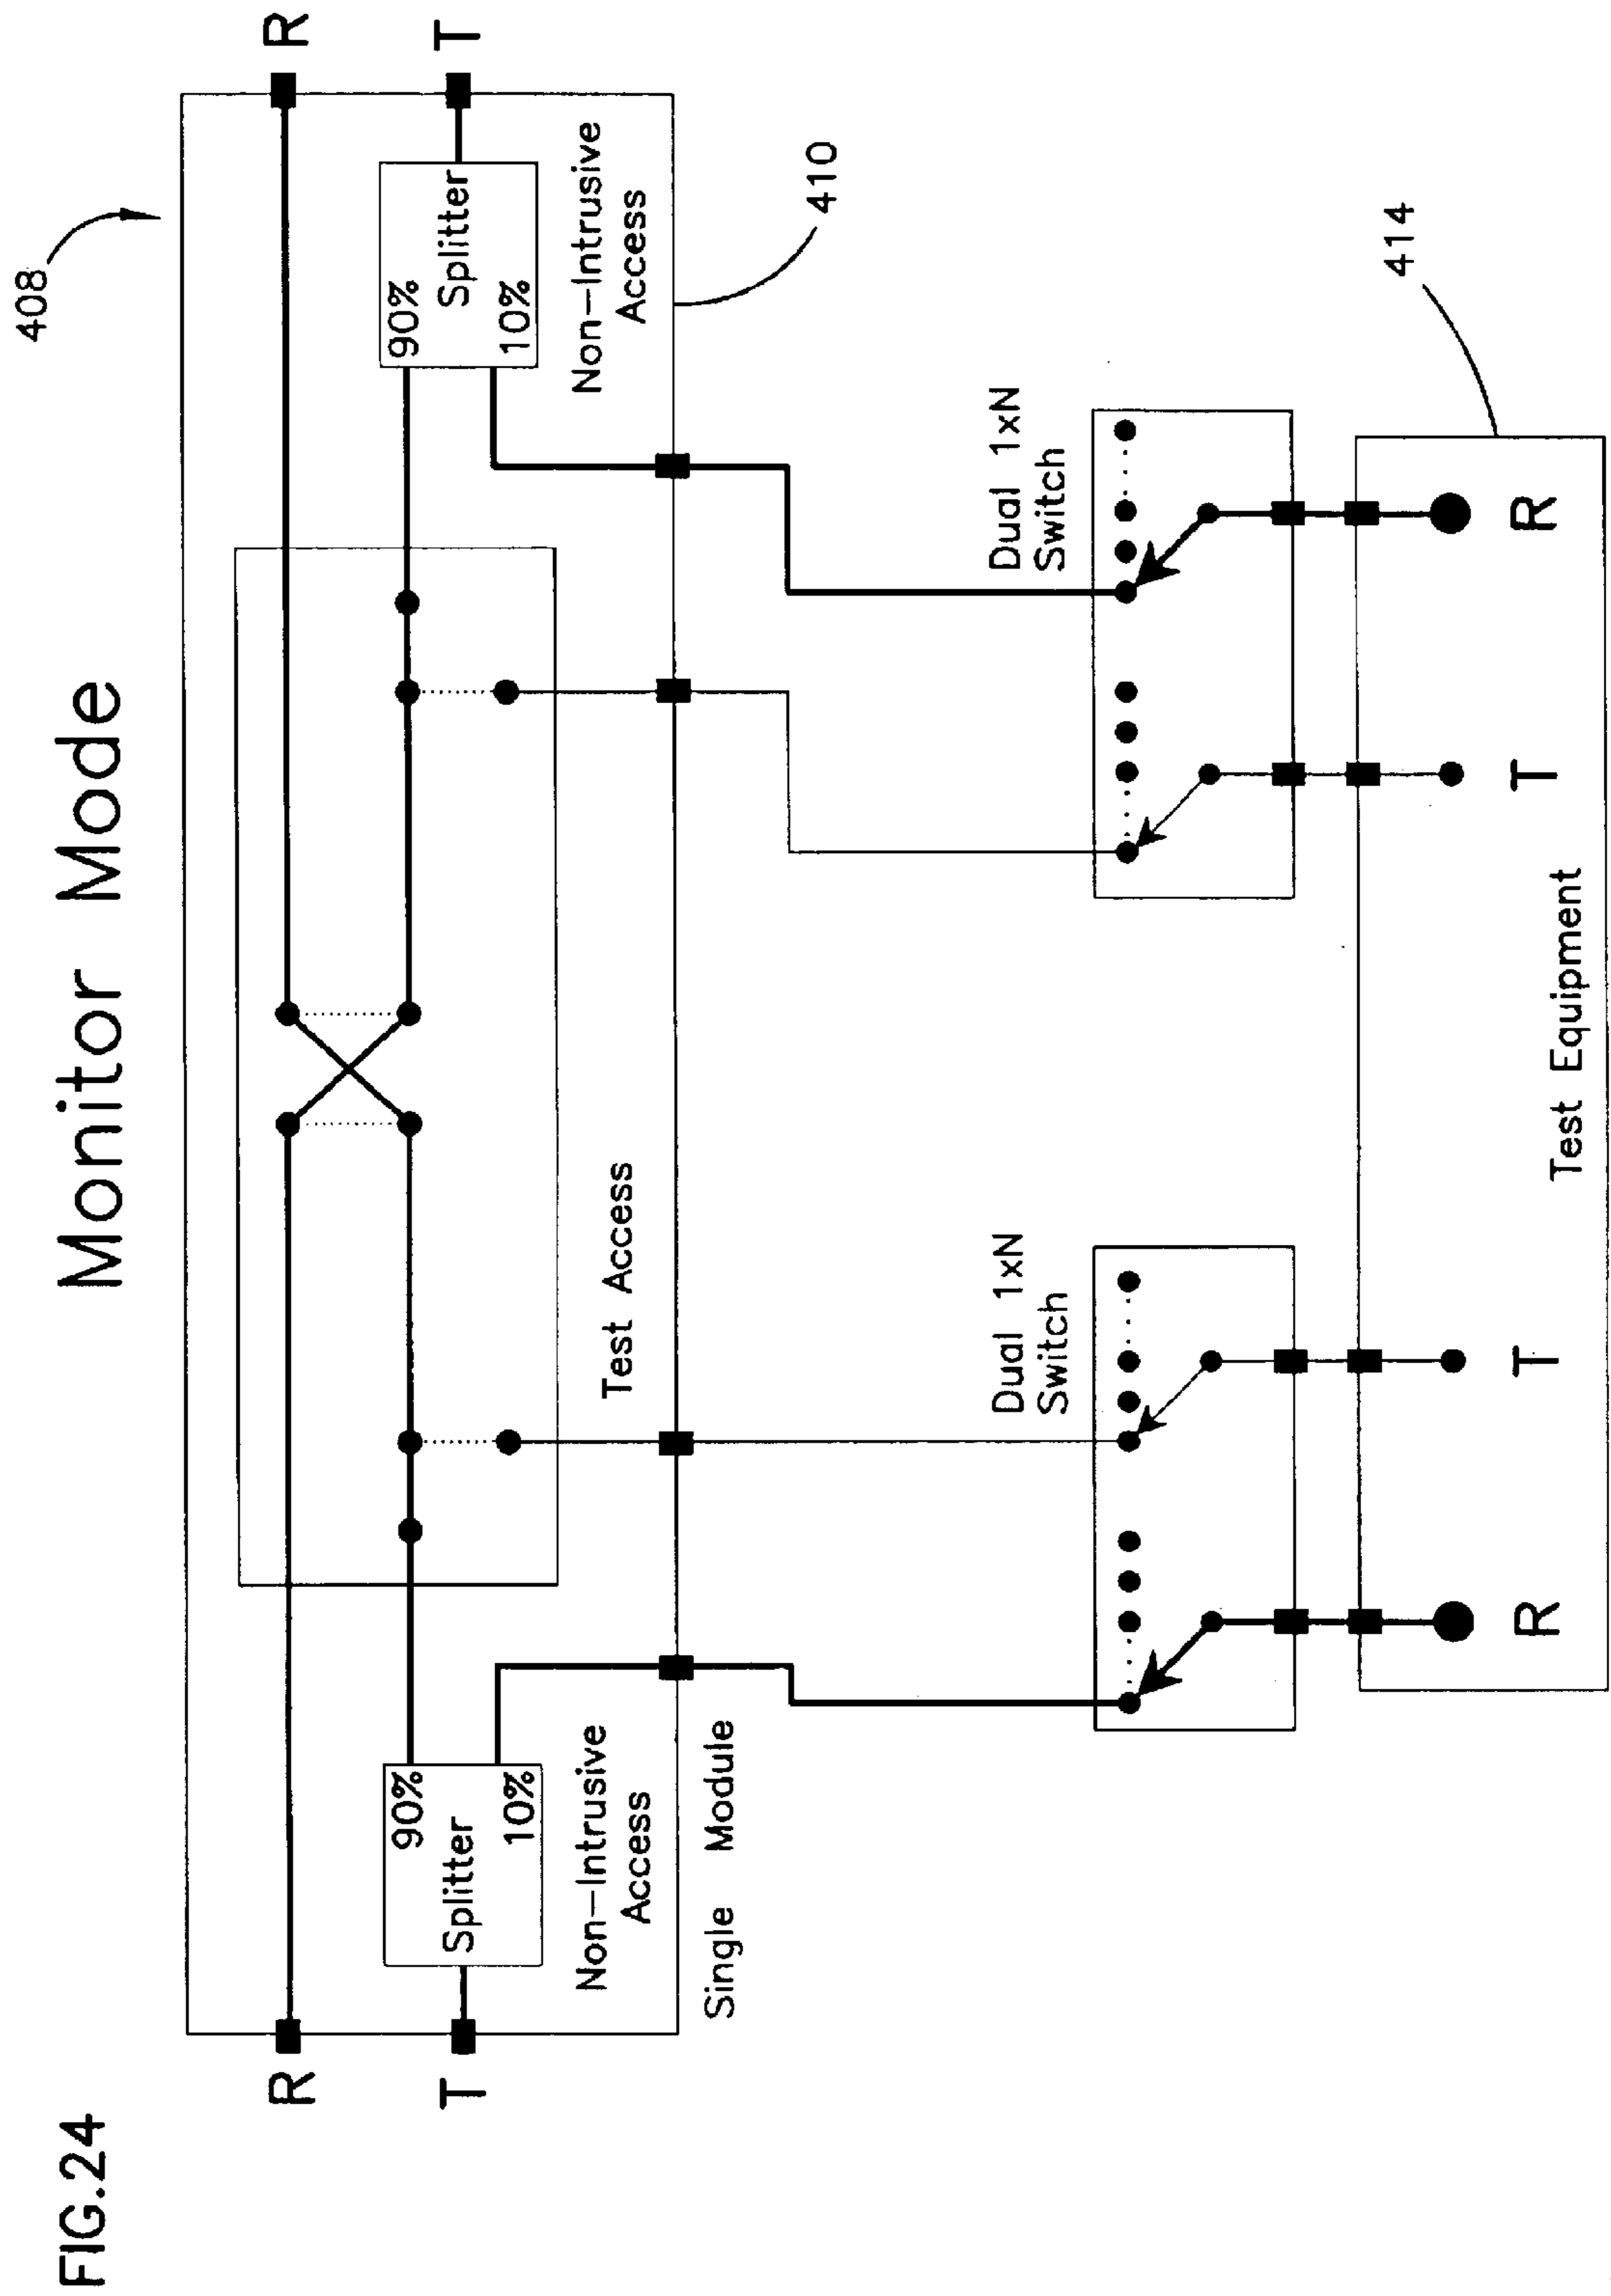 FIG.24
Monitor Mode
408
R
R
T
T
Splitter
90%
10%
90%
Splitter
10%
Non-Intrusive
Access
Test Access
Non-Intrusive
Access
Single Module
410
Dual 1xN
Switch
Dual 1xN
Switch
414
R
T
T
R
Test Equipment